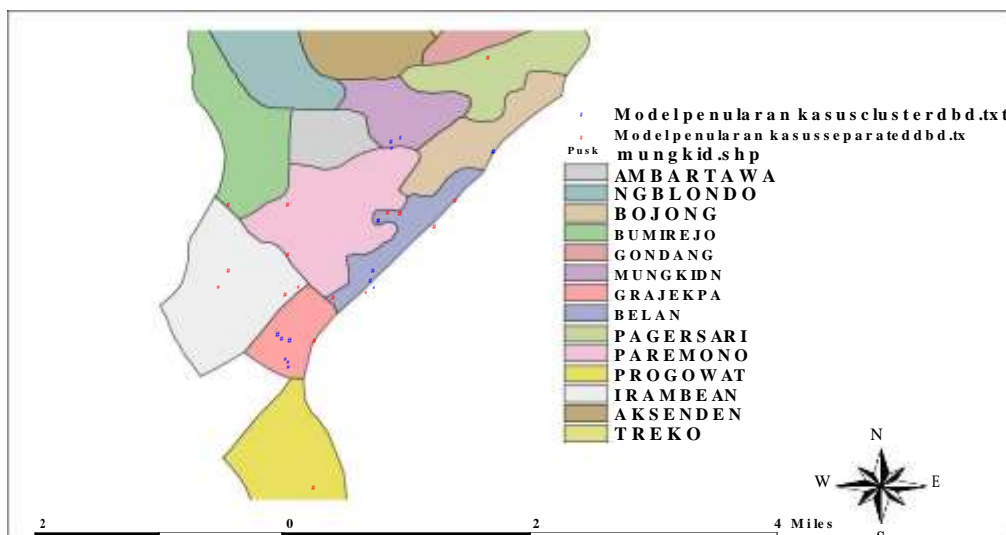 Modelpenularan kasusclusterdbd.txt
Modelpenularan kasusseparateddbd.tx
Pusk mungkid.shp
AMBARTAWA
NGBLONDO
BOJONG
BUMIREJO
GONDANG
MUNGKIDN
GRAJEKPA
BELAN
PAGERSARI
PAREMONO
PROGOWAT
IRAMBEAN
AKSENDEN
TREKO
N
W E
S
2 0 2 4 Miles